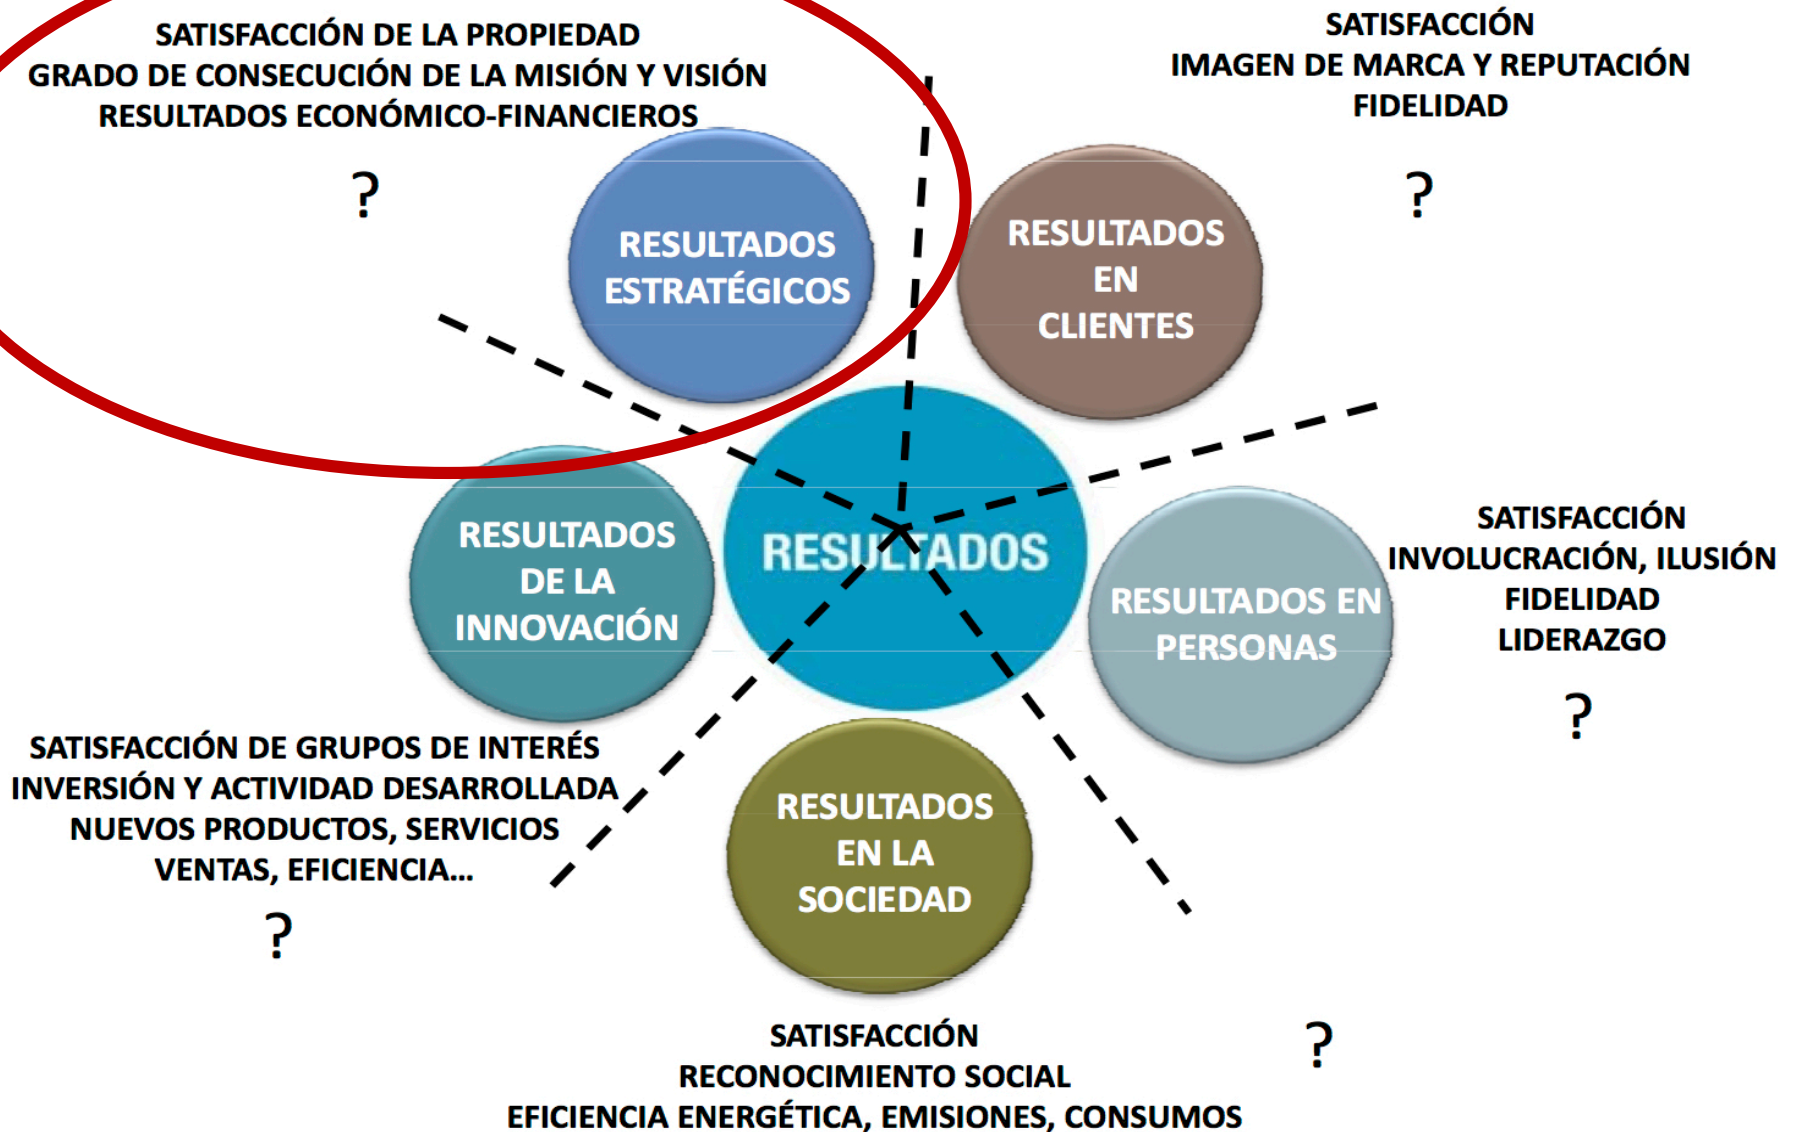 SATISFACCIÓN DE LA PROPIEDAD
GRADO DE CONSECUCIÓN DE LA MISIÓN Y VISIÓN
RESULTADOS ECONÓMICO-FINANCIEROS
?
RESULTADOS
ESTRATÉGICOS
SATISFACCIÓN
IMAGEN DE MARCA Y REPUTACIÓN
FIDELIDAD
?
RESULTADOS
EN
CLIENTES
RESULTADOS
SATISFACCIÓN
INVOLUCRACIÓN, ILUSIÓN
FIDELIDAD
LIDERAZGO
?
RESULTADOS EN
PERSONAS
RESULTADOS
DE LA
INNOVACIÓN
SATISFACCIÓN DE GRUPOS DE INTERÉS
INVERSIÓN Y ACTIVIDAD DESARROLLADA
NUEVOS PRODUCTOS, SERVICIOS
VENTAS, EFICIENCIA...
?
RESULTADOS
EN LA
SOCIEDAD
SATISFACCIÓN
RECONOCIMIENTO SOCIAL
EFICIENCIA ENERGÉTICA, EMISIONES, CONSUMOS
?